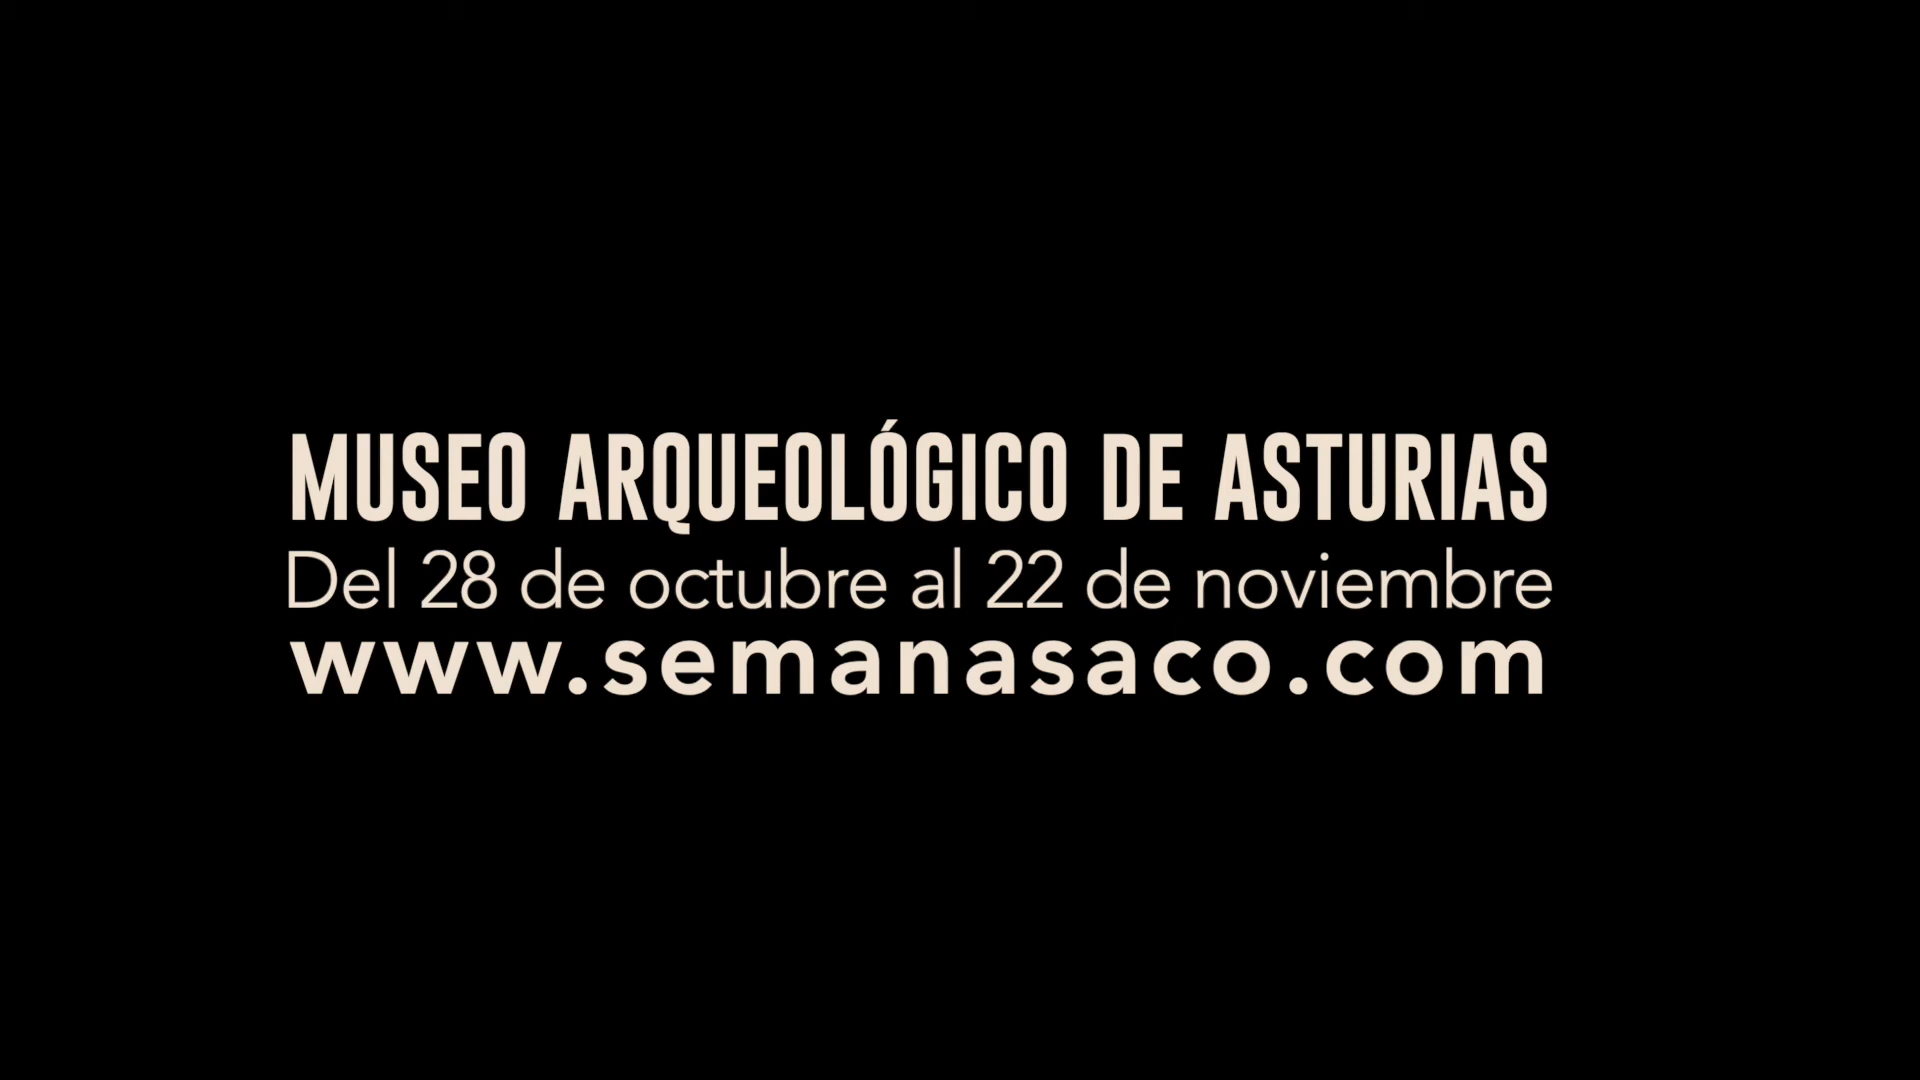 MUSEO ARQUEOLÓGICO DE ASTURIAS
Del 28 de octubre al 22 de noviembre
www.semanasaco.com